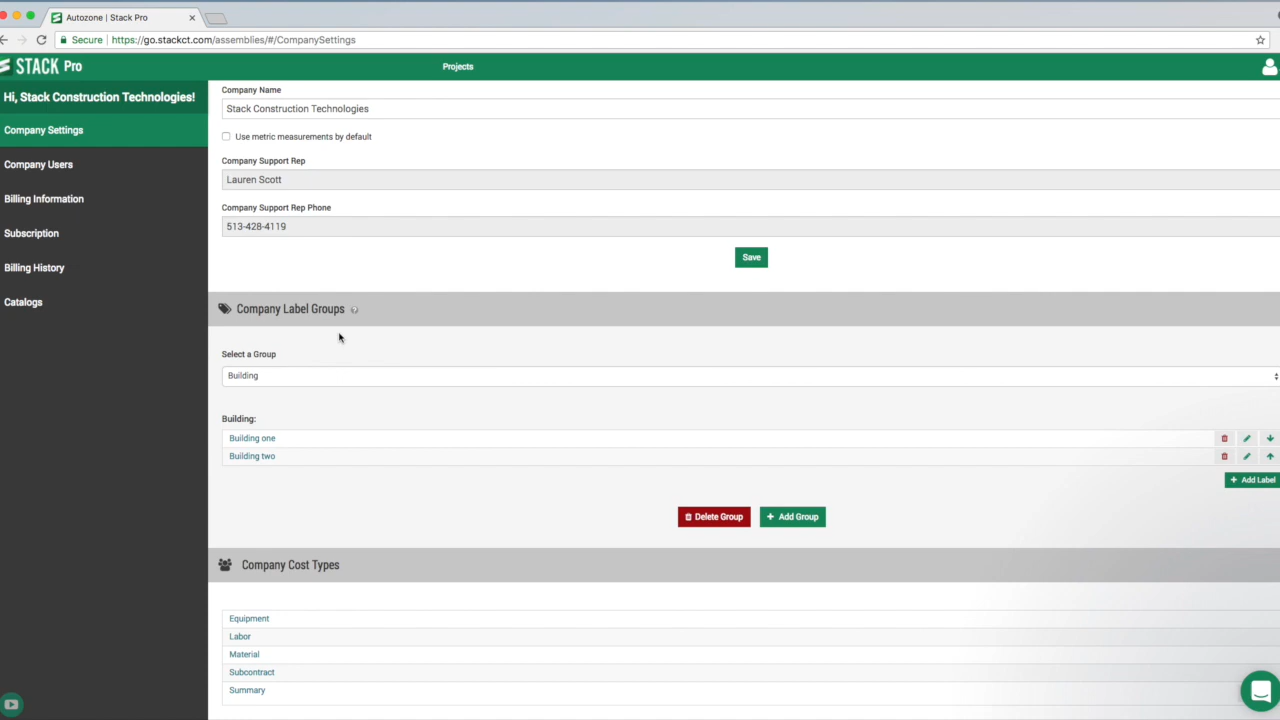 Autozone | Stack Pro
Secure https://go.stackct.com/assemblies/#/CompanySettings
STACK Pro
Projects
Hi, Stack Construction Technologies!
Company Settings
Company Users
Billing Information
Subscription
Billing History
Catalogs
Company Name
Stack Construction Technologies
Use metric measurements by default
Company Support Rep
Lauren Scott
Company Support Rep Phone
513-428-4119
Save
Company Label Groups ?
Select a Group
Building
Building:
Building one
Building two
+ Add Label
Delete Group
+ Add Group
Company Cost Types
Equipment
Labor
Material
Subcontract
Summary